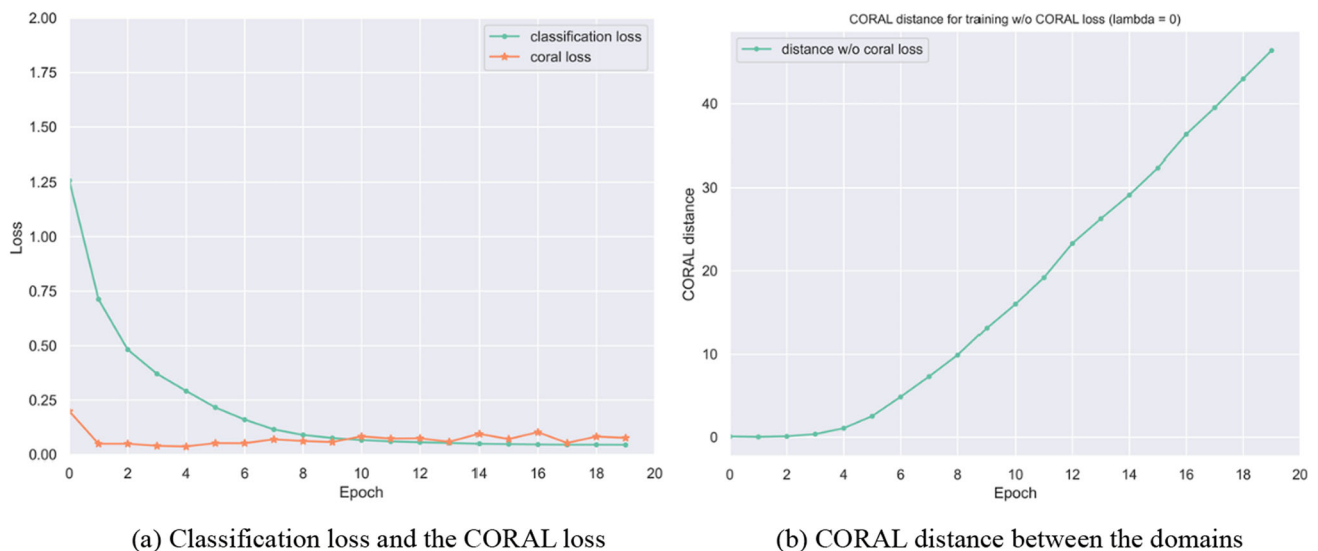 2.00
1.75
1.50
1.25
1.00
0.75
0.50
0.25
0.00
Loss
classification loss
coral loss
0 2 4 6 8 10 12 14 16 18 20
Epoch
(a) Classification loss and the CORAL loss
CORAL distance for training w/o CORAL loss (lambda = 0)
distance w/o coral loss
40
30
20
10
0
CORAL distance
0 2 4 6 8 10 12 14 16 18 20
Epoch
(b) CORAL distance between the domains